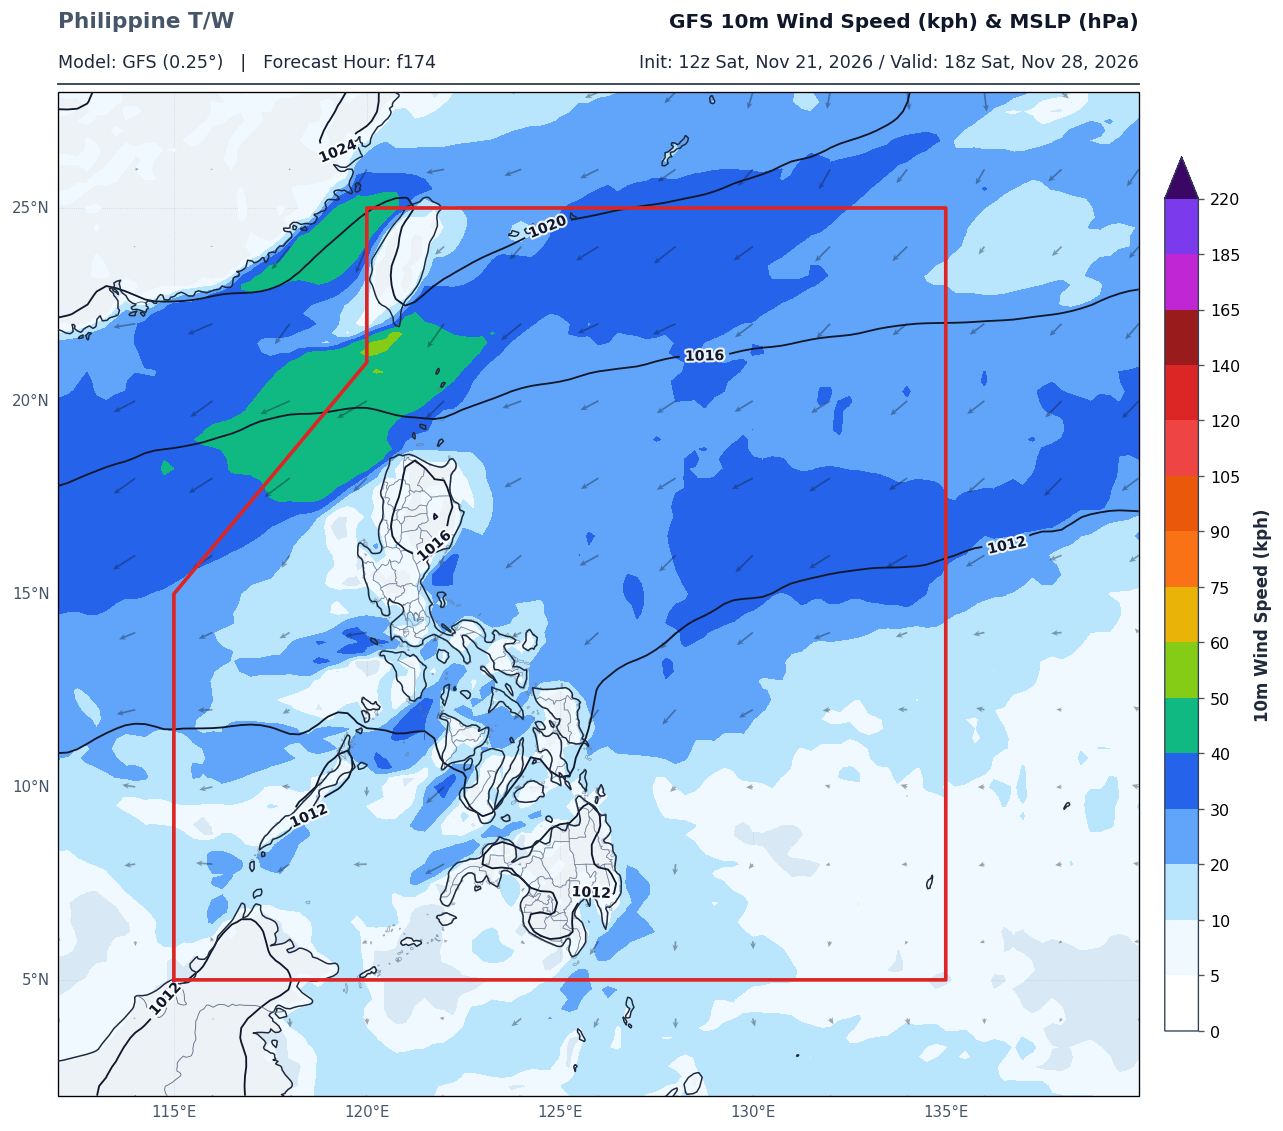 Philippine T/W
GFS 10m Wind Speed (kph) & MSLP (hPa)
Model: GFS (0.25°) | Forecast Hour: f174
Init: 12z Sat, Nov 21, 2026 / Valid: 18z Sat, Nov 28, 2026
1024
1020
1016
1016
1012
1012
1012
1012
25°N
20°N
15°N
10°N
5°N
115°E
120°E
125°E
130°E
135°E
220
185
165
140
120
105
90
75
60
50
40
30
20
10
5
0
10m Wind Speed (kph)